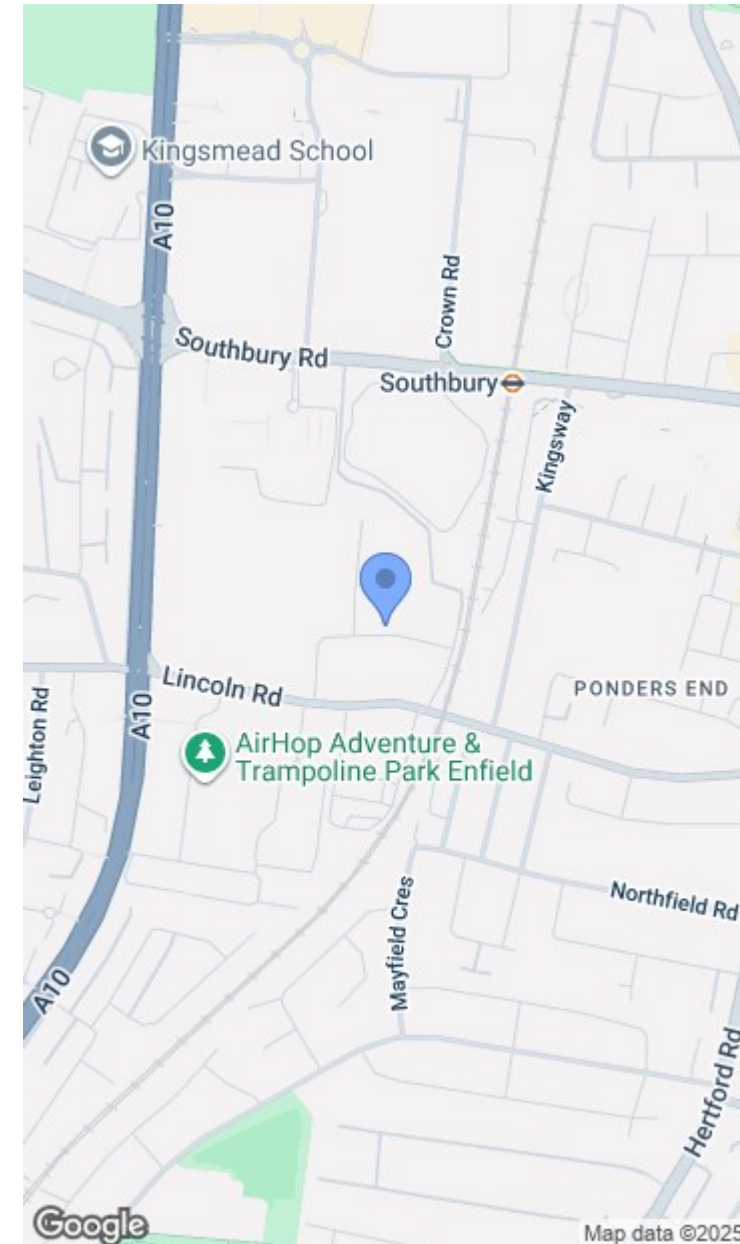 Kingsmead School
A10
Crown Rd
Southbury Rd
Southbury
Kingsway
PONDERS END
Lincoln Rd
Leighton Rd
A10
AirHop Adventure &
Trampoline Park Enfield
Northfield Rd
Mayfield Cres
A10
Hertford Rd
Google
Map data ©2025